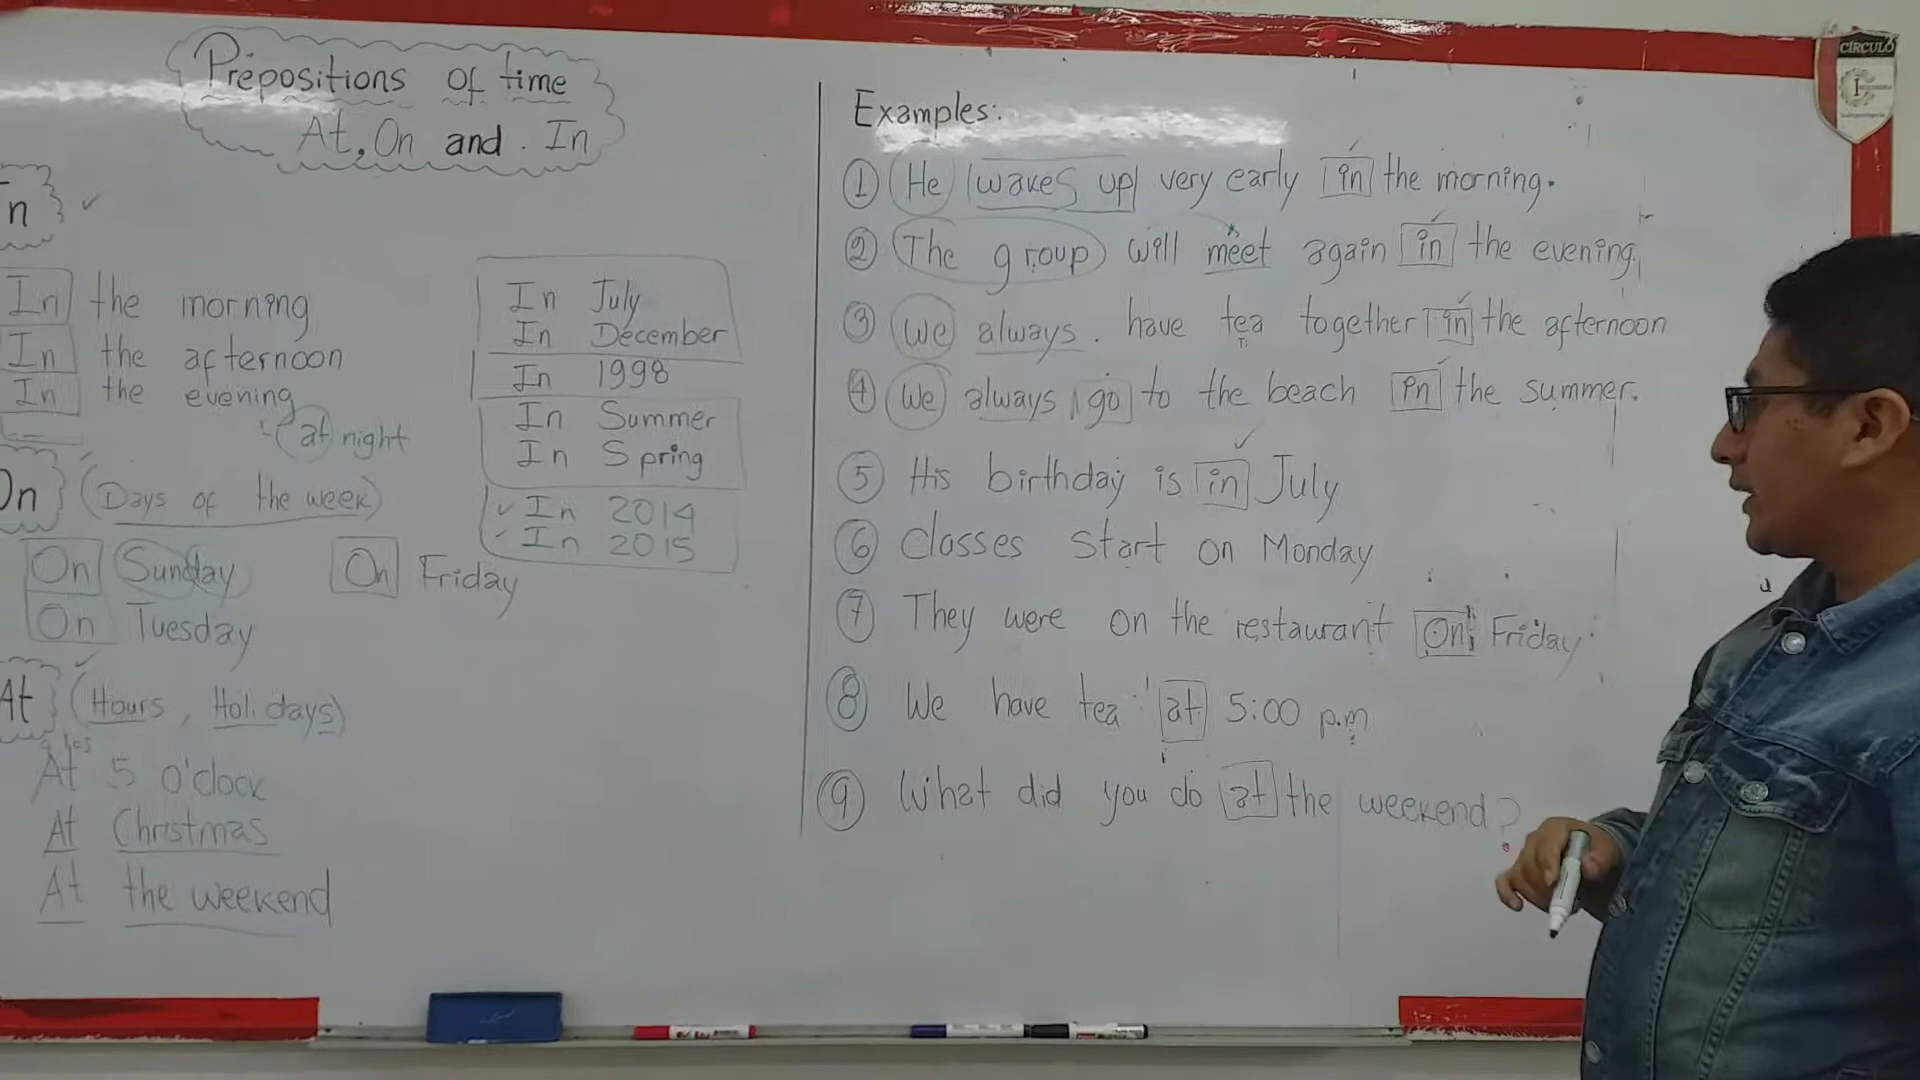 Prepositions of time
At, On and In
In
In the morning
In the afternoon
In the evening
at night
In July
In December
In 1998
In Summer
In Spring
In 2014
In 2015
On (Days of the week)
On Sunday
On Friday
On Tuesday
At (Hours, Holidays)
At 5 o'clock
At Christmas
At the weekend
Examples:
1 He wakes up very early in the morning.
2 The group will meet again in the evening.
3 We always have tea together in the afternoon
4 We always go to the beach in the summer.
5 His birthday is in July
6 Classes start on Monday
7 They were on the restaurant On Friday
8 We have tea at 5:00 p.m
9 What did you do at the weekend?
CÍRCULO